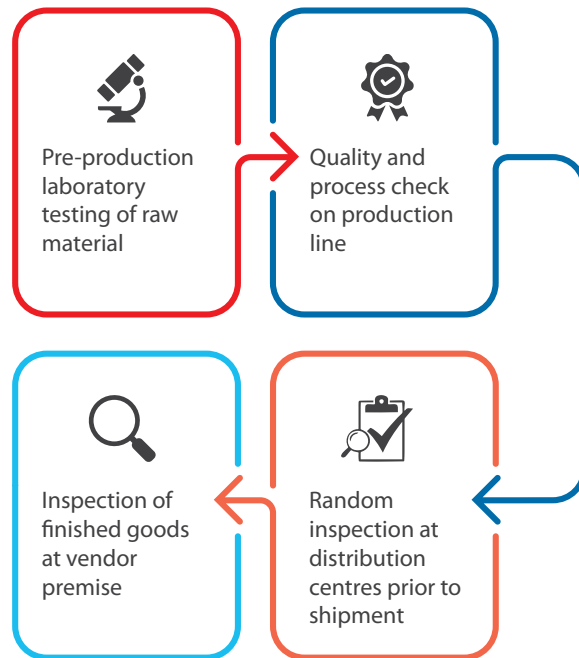 Pre-production
laboratory
testing of raw
material
Quality and
process check
on production
line
Inspection of
finished goods
at vendor
premise
Random
inspection at
distribution
centres prior to
shipment